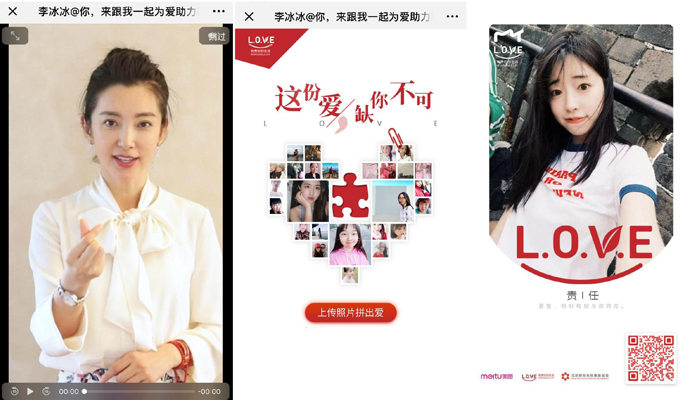 李冰冰@你，来跟我一起为爱助力
跳过
00:00
-00:00
李冰冰@你，来跟我一起为爱助力
L.O.V.E
这份爱，缺你不可
L O V E
上传照片拼出爱
L.O.V.E
L.O.V.E
责|任
meitu美图
L.O.V.E